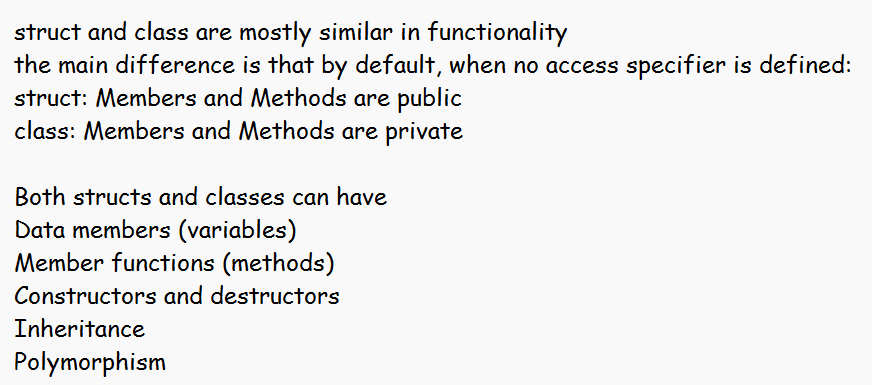 struct and class are mostly similar in functionality
the main difference is that by default, when no access specifier is defined:
struct: Members and Methods are public
class: Members and Methods are private
Both structs and classes can have
Data members (variables)
Member functions (methods)
Constructors and destructors
Inheritance
Polymorphism